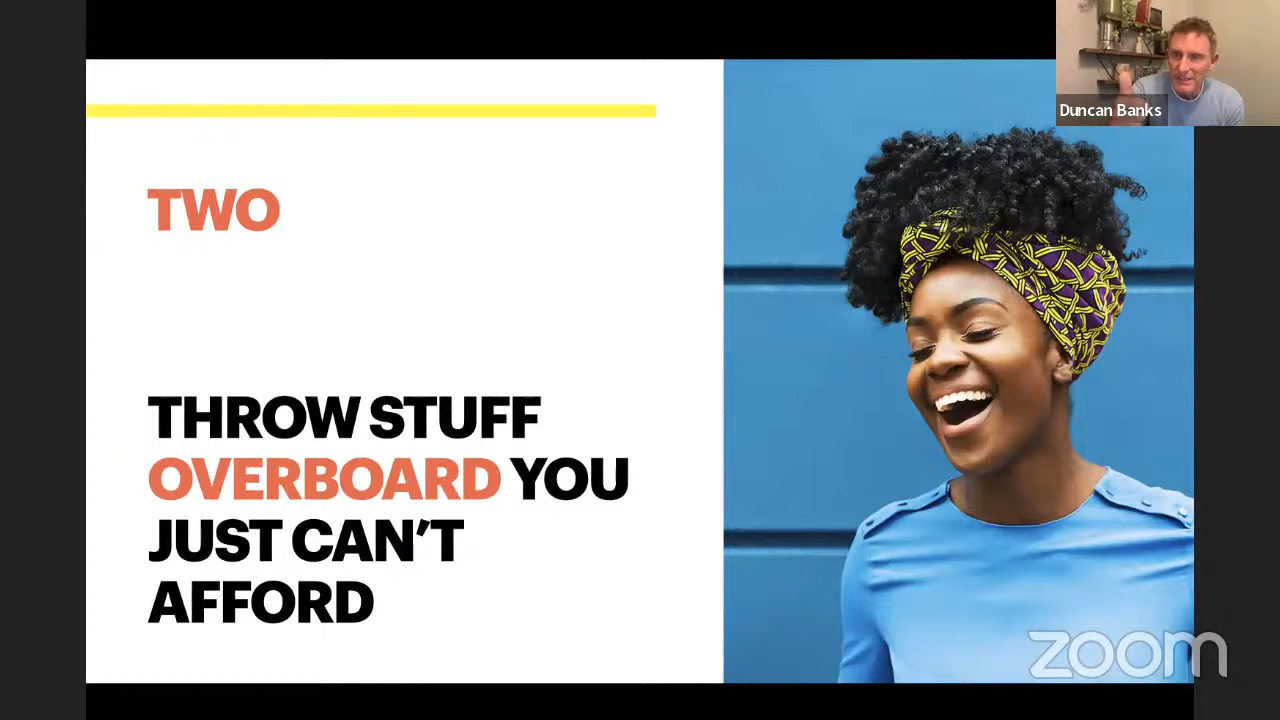 Duncan Banks
TWO
THROW STUFF
OVERBOARD YOU
JUST CAN’T
AFFORD
zoom